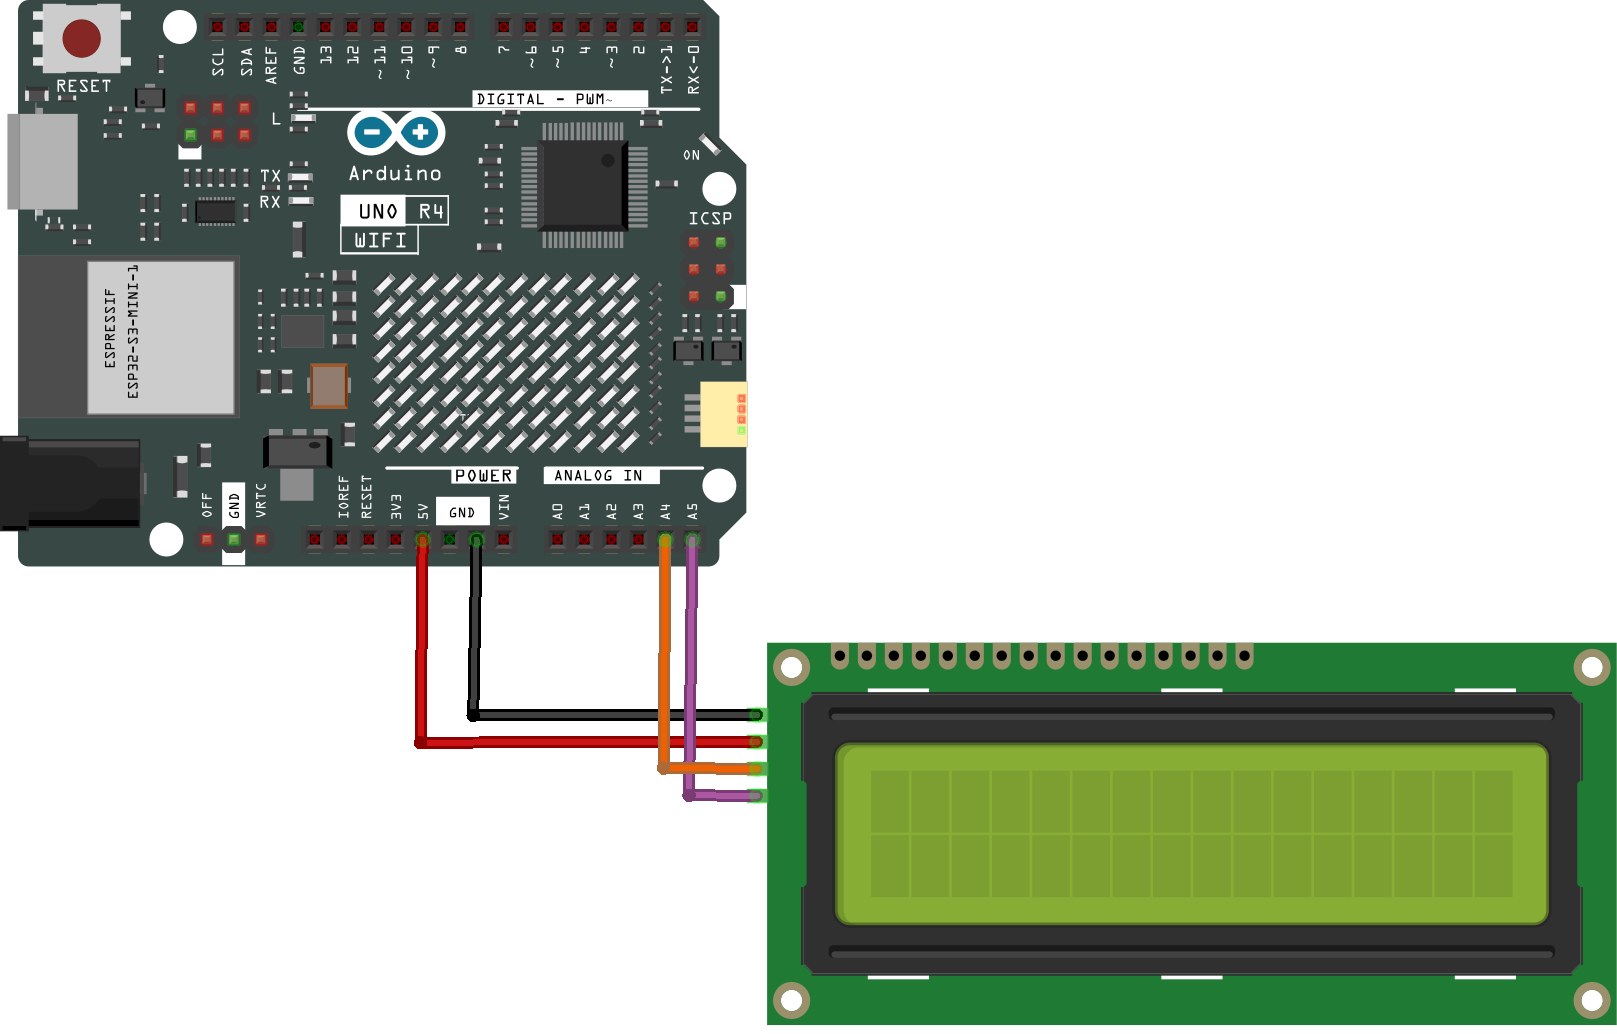 SCL
SDA
AREF
GND
13
12
~11
~10
~9
8
7
~6
~5
4
~3
2
TX->1
RX<-0
RESET
DIGITAL - PWM~
L
ON
Arduino
TX
RX
UNO R4
WIFI
ICSP
ESPRESSIF
ESP32-S3-MINI-1
POWER
ANALOG IN
OFF
GND
VRTC
IOREF
RESET
3V3
5V
GND
VIN
A0
A1
A2
A3
A4
A5